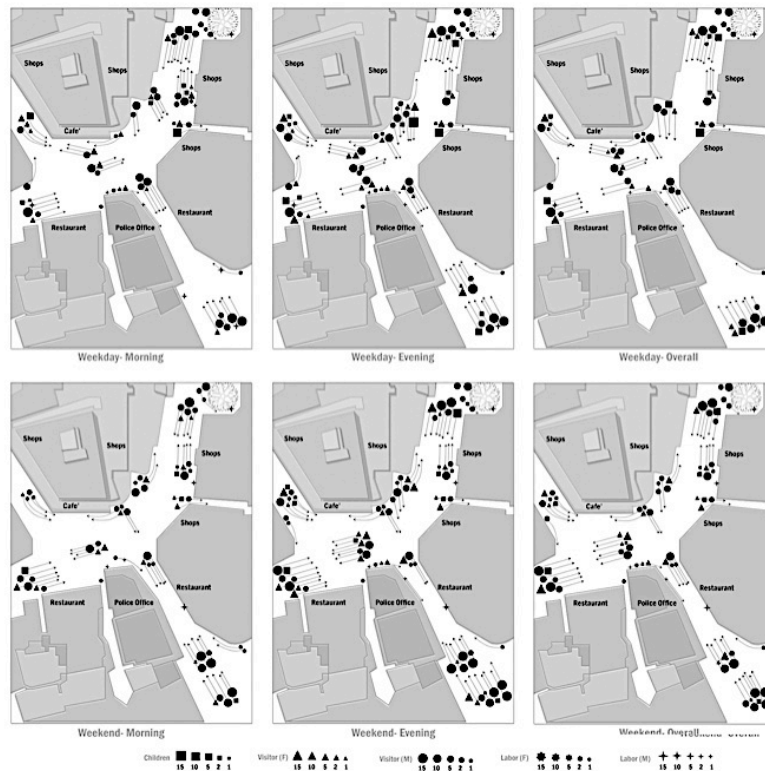 Shops
Shops
Shops
Cafe'
Shops
Restaurant
Restaurant
Police Office
Weekday- Morning
Shops
Shops
Shops
Cafe'
Shops
Restaurant
Restaurant
Police Office
Weekday- Evening
Shops
Shops
Shops
Cafe'
Shops
Restaurant
Restaurant
Police Office
Weekday- Overall
Shops
Shops
Shops
Cafe'
Shops
Restaurant
Restaurant
Police Office
Weekend- Morning
Shops
Shops
Shops
Cafe'
Shops
Restaurant
Restaurant
Police Office
Weekend- Evening
Shops
Shops
Shops
Cafe'
Shops
Restaurant
Restaurant
Police Office
Weekend- Overall
Children 15 10 5 2 1
Visitor (F) 15 10 5 2 1
Visitor (M) 15 10 5 2 1
Labor (F) 15 10 5 2 1
Labor (M) 15 10 5 2 1